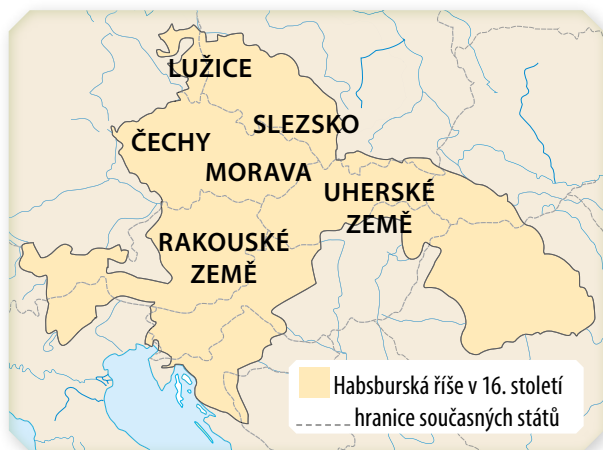 LUŽICE
SLEZSKO
ČECHY
MORAVA
UHERSKÉ
ZEMĚ
RAKOUSKÉ
ZEMĚ
Habsburská říše v 16. století
hranice současných států